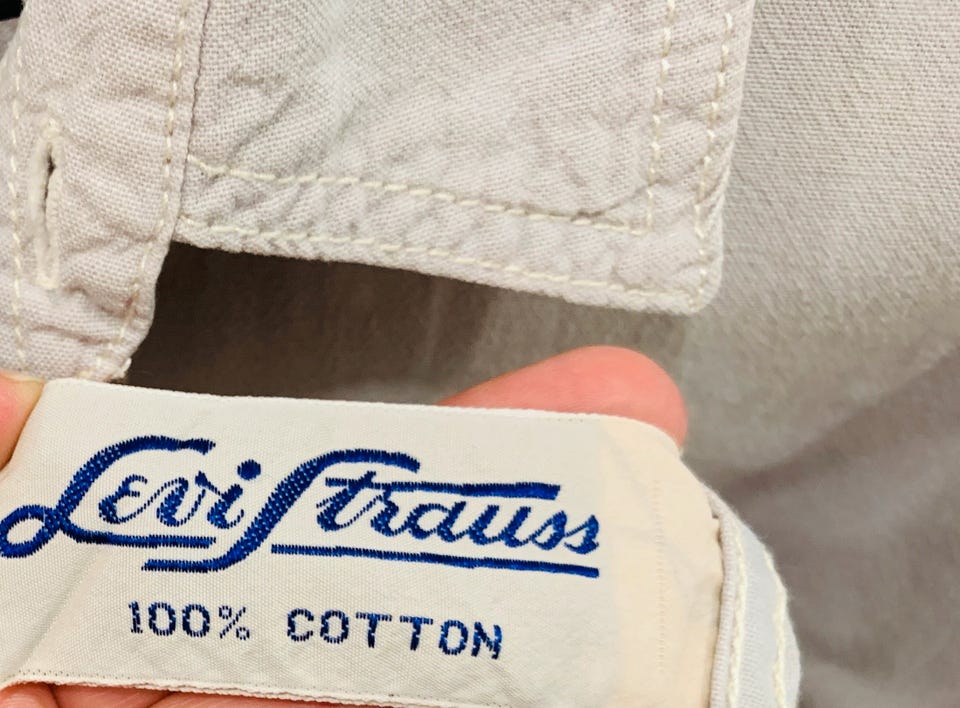 Levi Strauss
100% COTTON